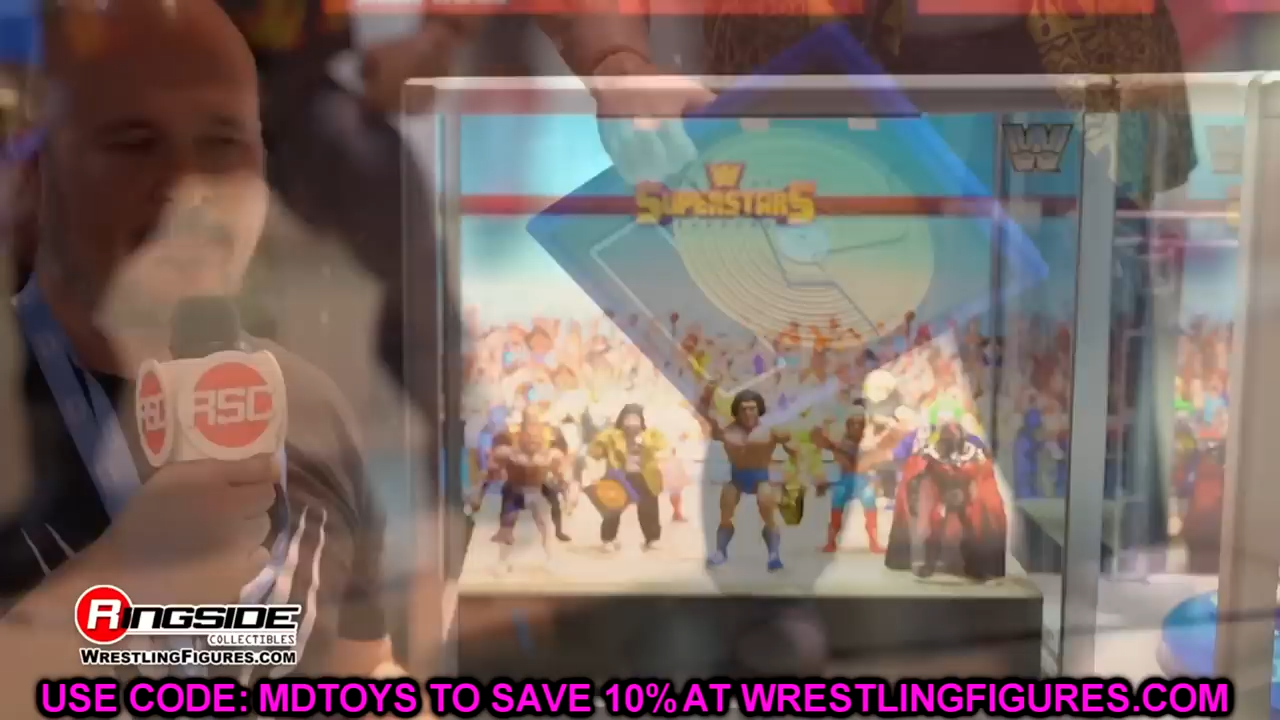 W
W
SUPERSTARS
RSC
RINGSIDE
COLLECTIBLES
WRESTLINGFIGURES.COM
USE CODE: MDTOYS TO SAVE 10% AT WRESTLINGFIGURES.COM